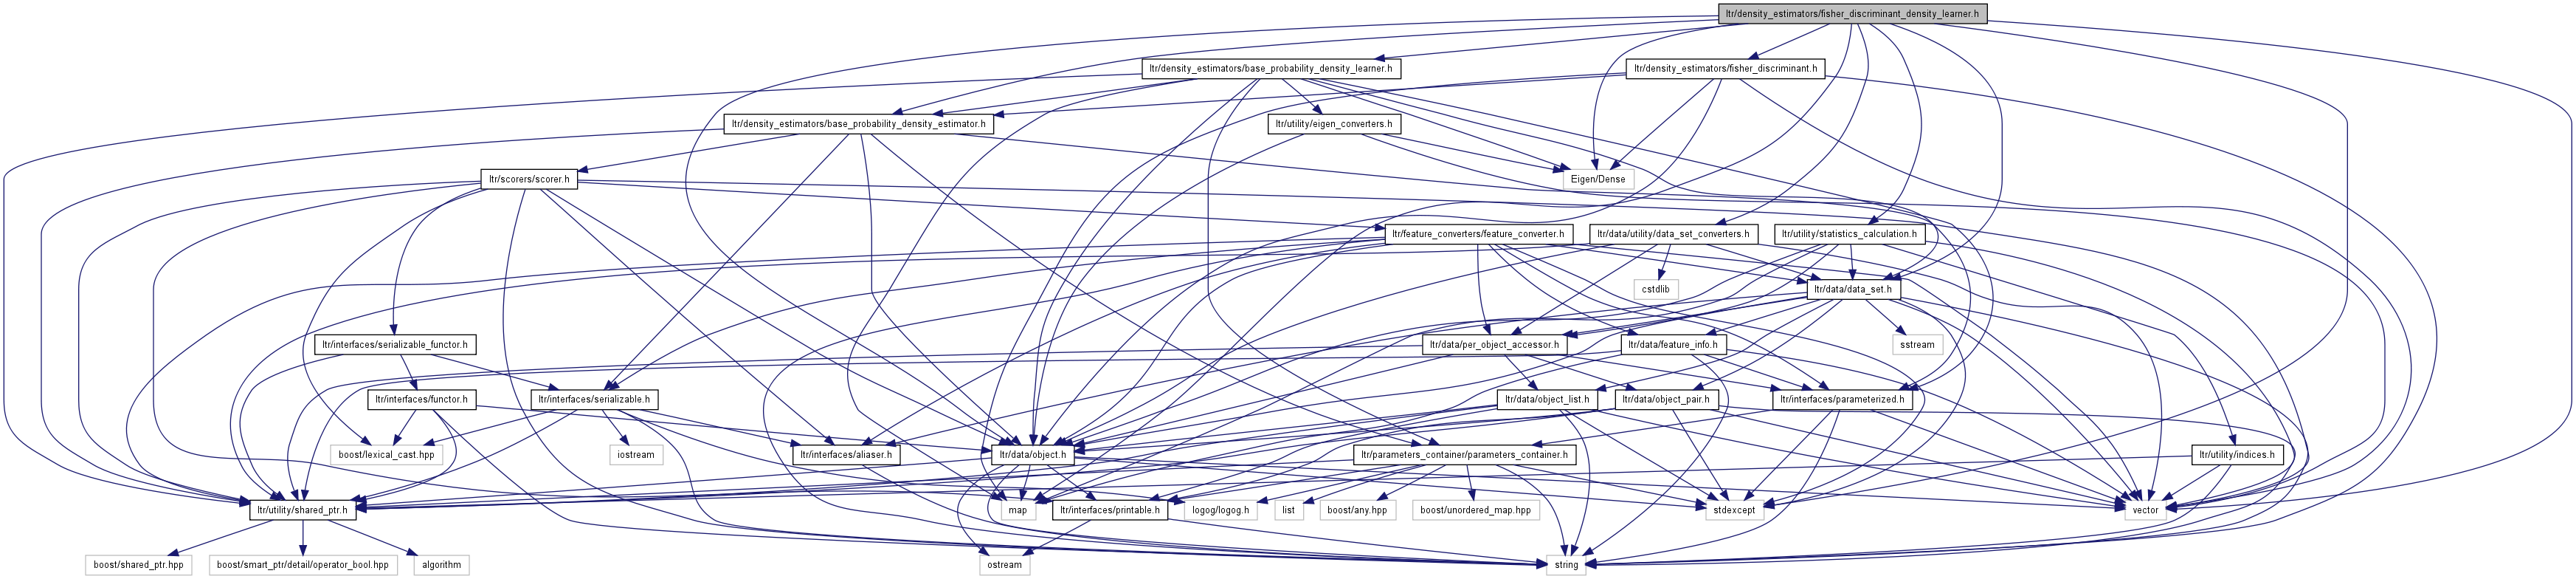 ltr/density_estimators/fisher_discriminant_density_learner.h
ltr/density_estimators/base_probability_density_learner.h
ltr/density_estimators/fisher_discriminant.h
ltr/density_estimators/base_probability_density_estimator.h
ltr/utility/eigen_converters.h
ltr/scorers/scorer.h
Eigen/Dense
ltr/feature_converters/feature_converter.h
ltr/data/utility/data_set_converters.h
ltr/utility/statistics_calculation.h
cstdlib
ltr/data/data_set.h
ltr/interfaces/serializable_functor.h
ltr/data/per_object_accessor.h
ltr/data/feature_info.h
sstream
ltr/interfaces/functor.h
ltr/interfaces/serializable.h
ltr/data/object_list.h
ltr/data/object_pair.h
ltr/interfaces/parameterized.h
boost/lexical_cast.hpp
iostream
ltr/interfaces/aliaser.h
ltr/data/object.h
ltr/parameters_container/parameters_container.h
ltr/utility/indices.h
ltr/utility/shared_ptr.h
map
ltr/interfaces/printable.h
logog/logog.h
list
boost/any.hpp
boost/unordered_map.hpp
stdexcept
vector
boost/shared_ptr.hpp
boost/smart_ptr/detail/operator_bool.hpp
algorithm
ostream
string